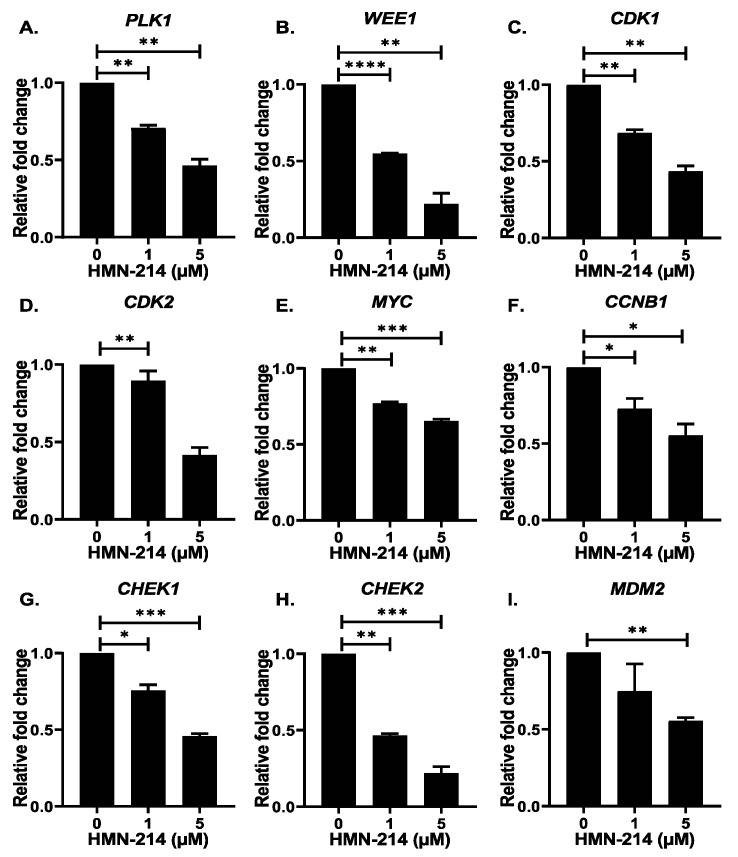 A. PLK1
Relative fold change
1.0
0.5
0.0
**
**
0 1 5
HMN-214 (µM)
B. WEE1
Relative fold change
1.0
0.5
0.0
**
****
0 1 5
HMN-214 (µM)
C. CDK1
Relative fold change
1.0
0.5
0.0
**
**
0 1 5
HMN-214 (µM)
D. CDK2
Relative fold change
1.0
0.5
0.0
**
0 1 5
HMN-214 (µM)
E. MYC
Relative fold change
1.0
0.5
0.0
***
**
0 1 5
HMN-214 (µM)
F. CCNB1
Relative fold change
1.0
0.5
0.0
*
*
0 1 5
HMN-214 (µM)
G. CHEK1
Relative fold change
1.0
0.5
0.0
***
*
0 1 5
HMN-214 (µM)
H. CHEK2
Relative fold change
1.0
0.5
0.0
***
**
0 1 5
HMN-214 (µM)
I. MDM2
Relative fold change
1.0
0.5
0.0
**
0 1 5
HMN-214 (µM)